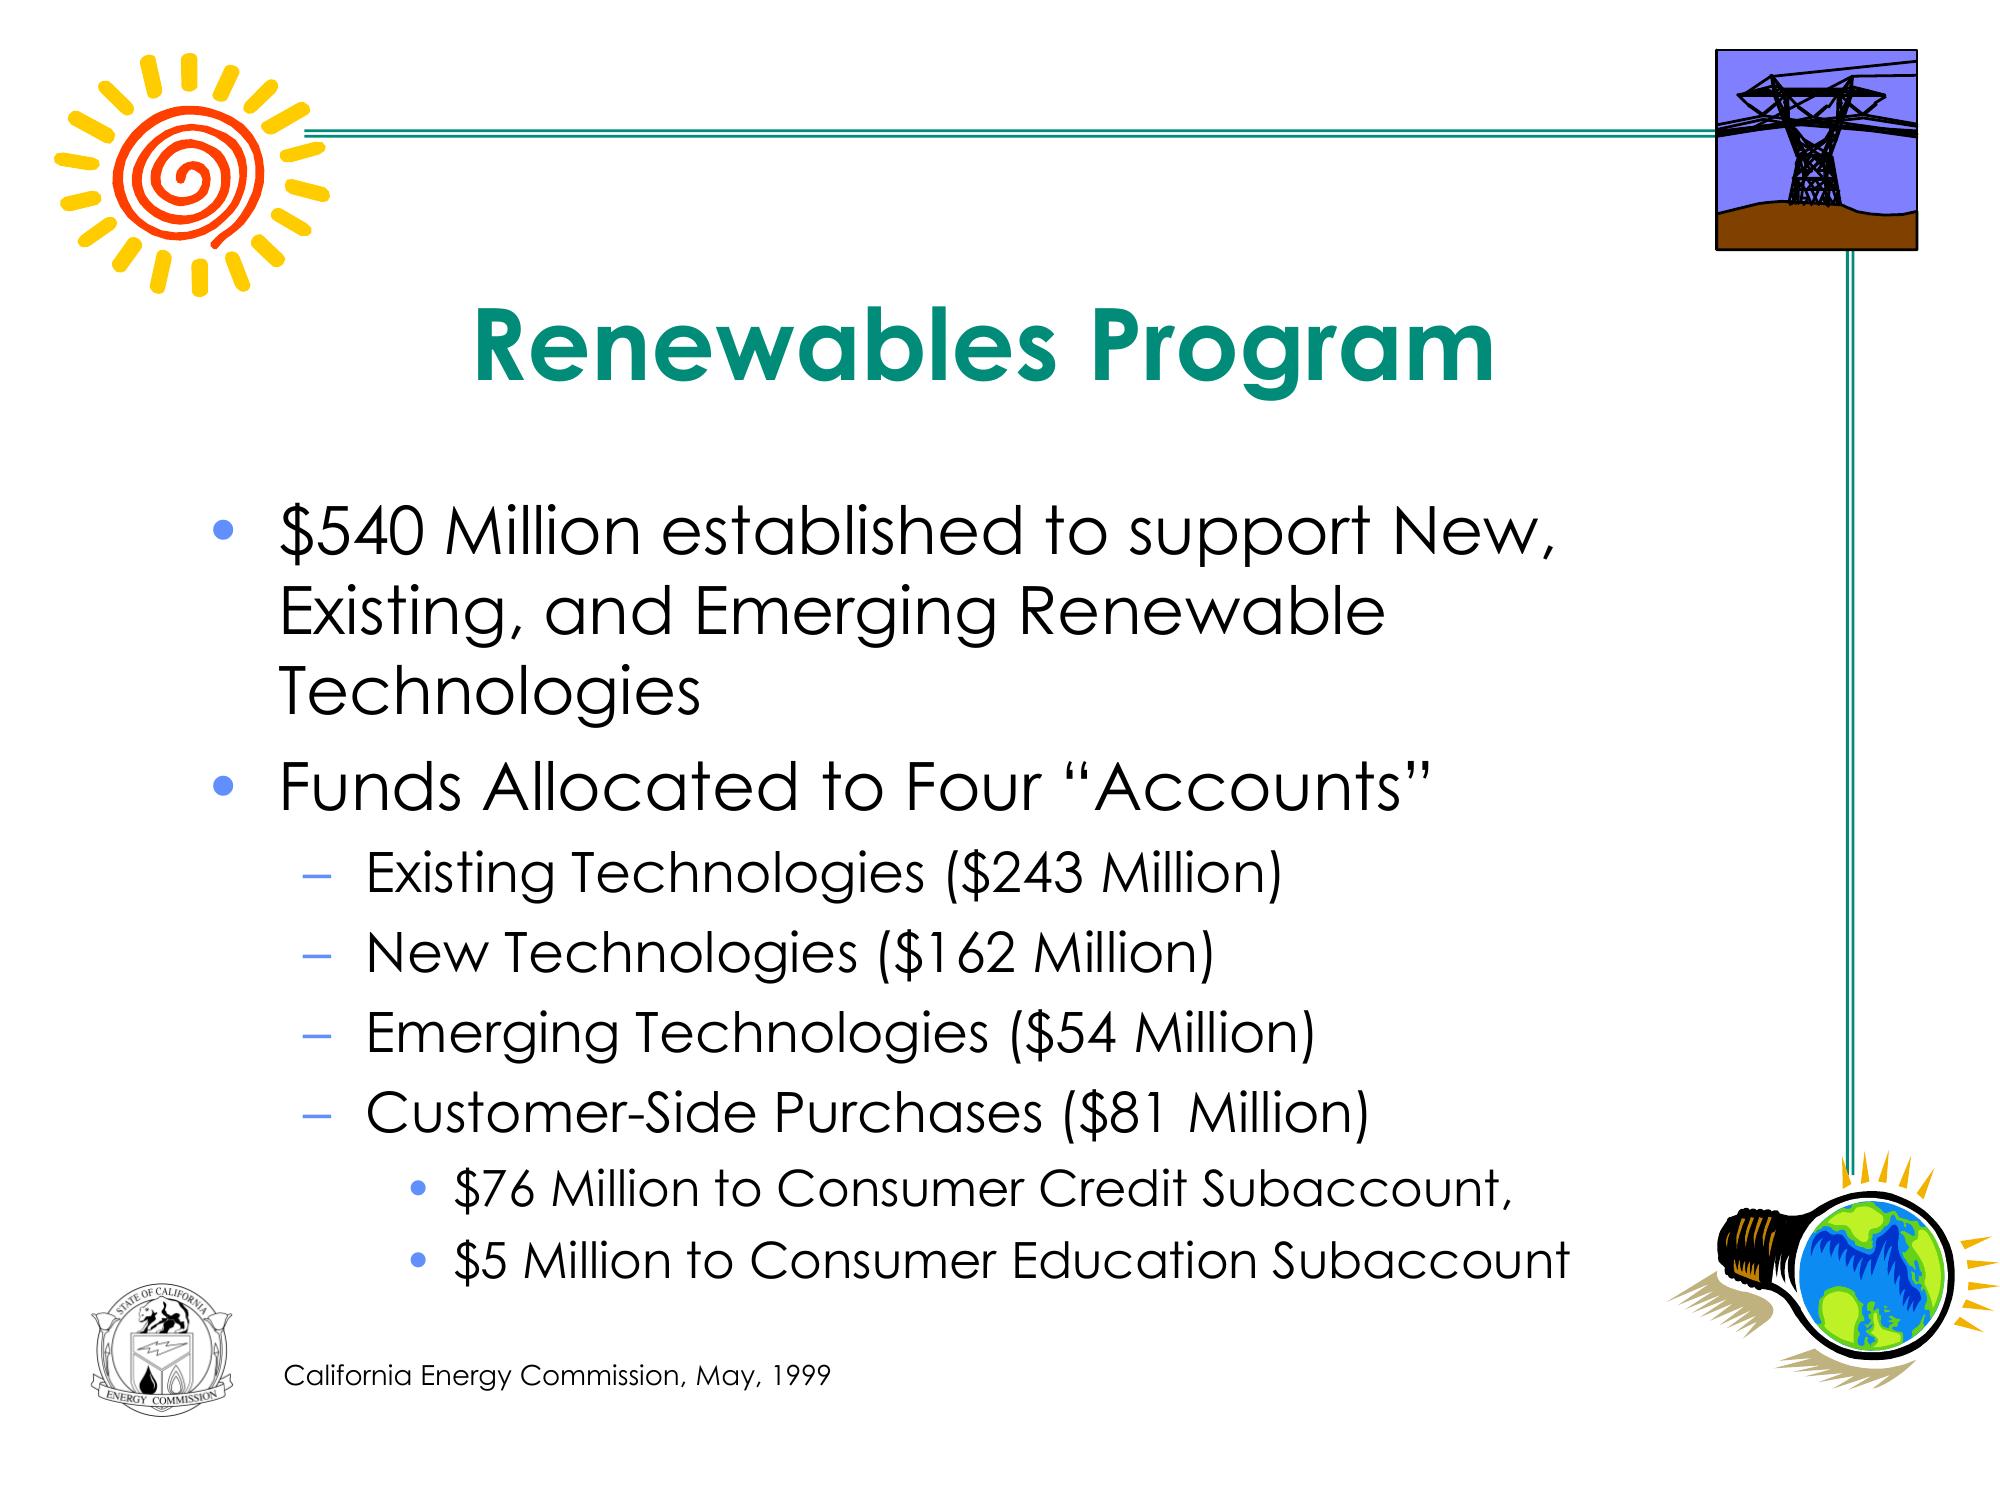 Renewables Program
• $540 Million established to support New,
Existing, and Emerging Renewable
Technologies
• Funds Allocated to Four “Accounts”
– Existing Technologies ($243 Million)
– New Technologies ($162 Million)
– Emerging Technologies ($54 Million)
– Customer-Side Purchases ($81 Million)
• $76 Million to Consumer Credit Subaccount,
• $5 Million to Consumer Education Subaccount
STATE OF CALIFORNIA
ENERGY COMMISSION
California Energy Commission, May, 1999